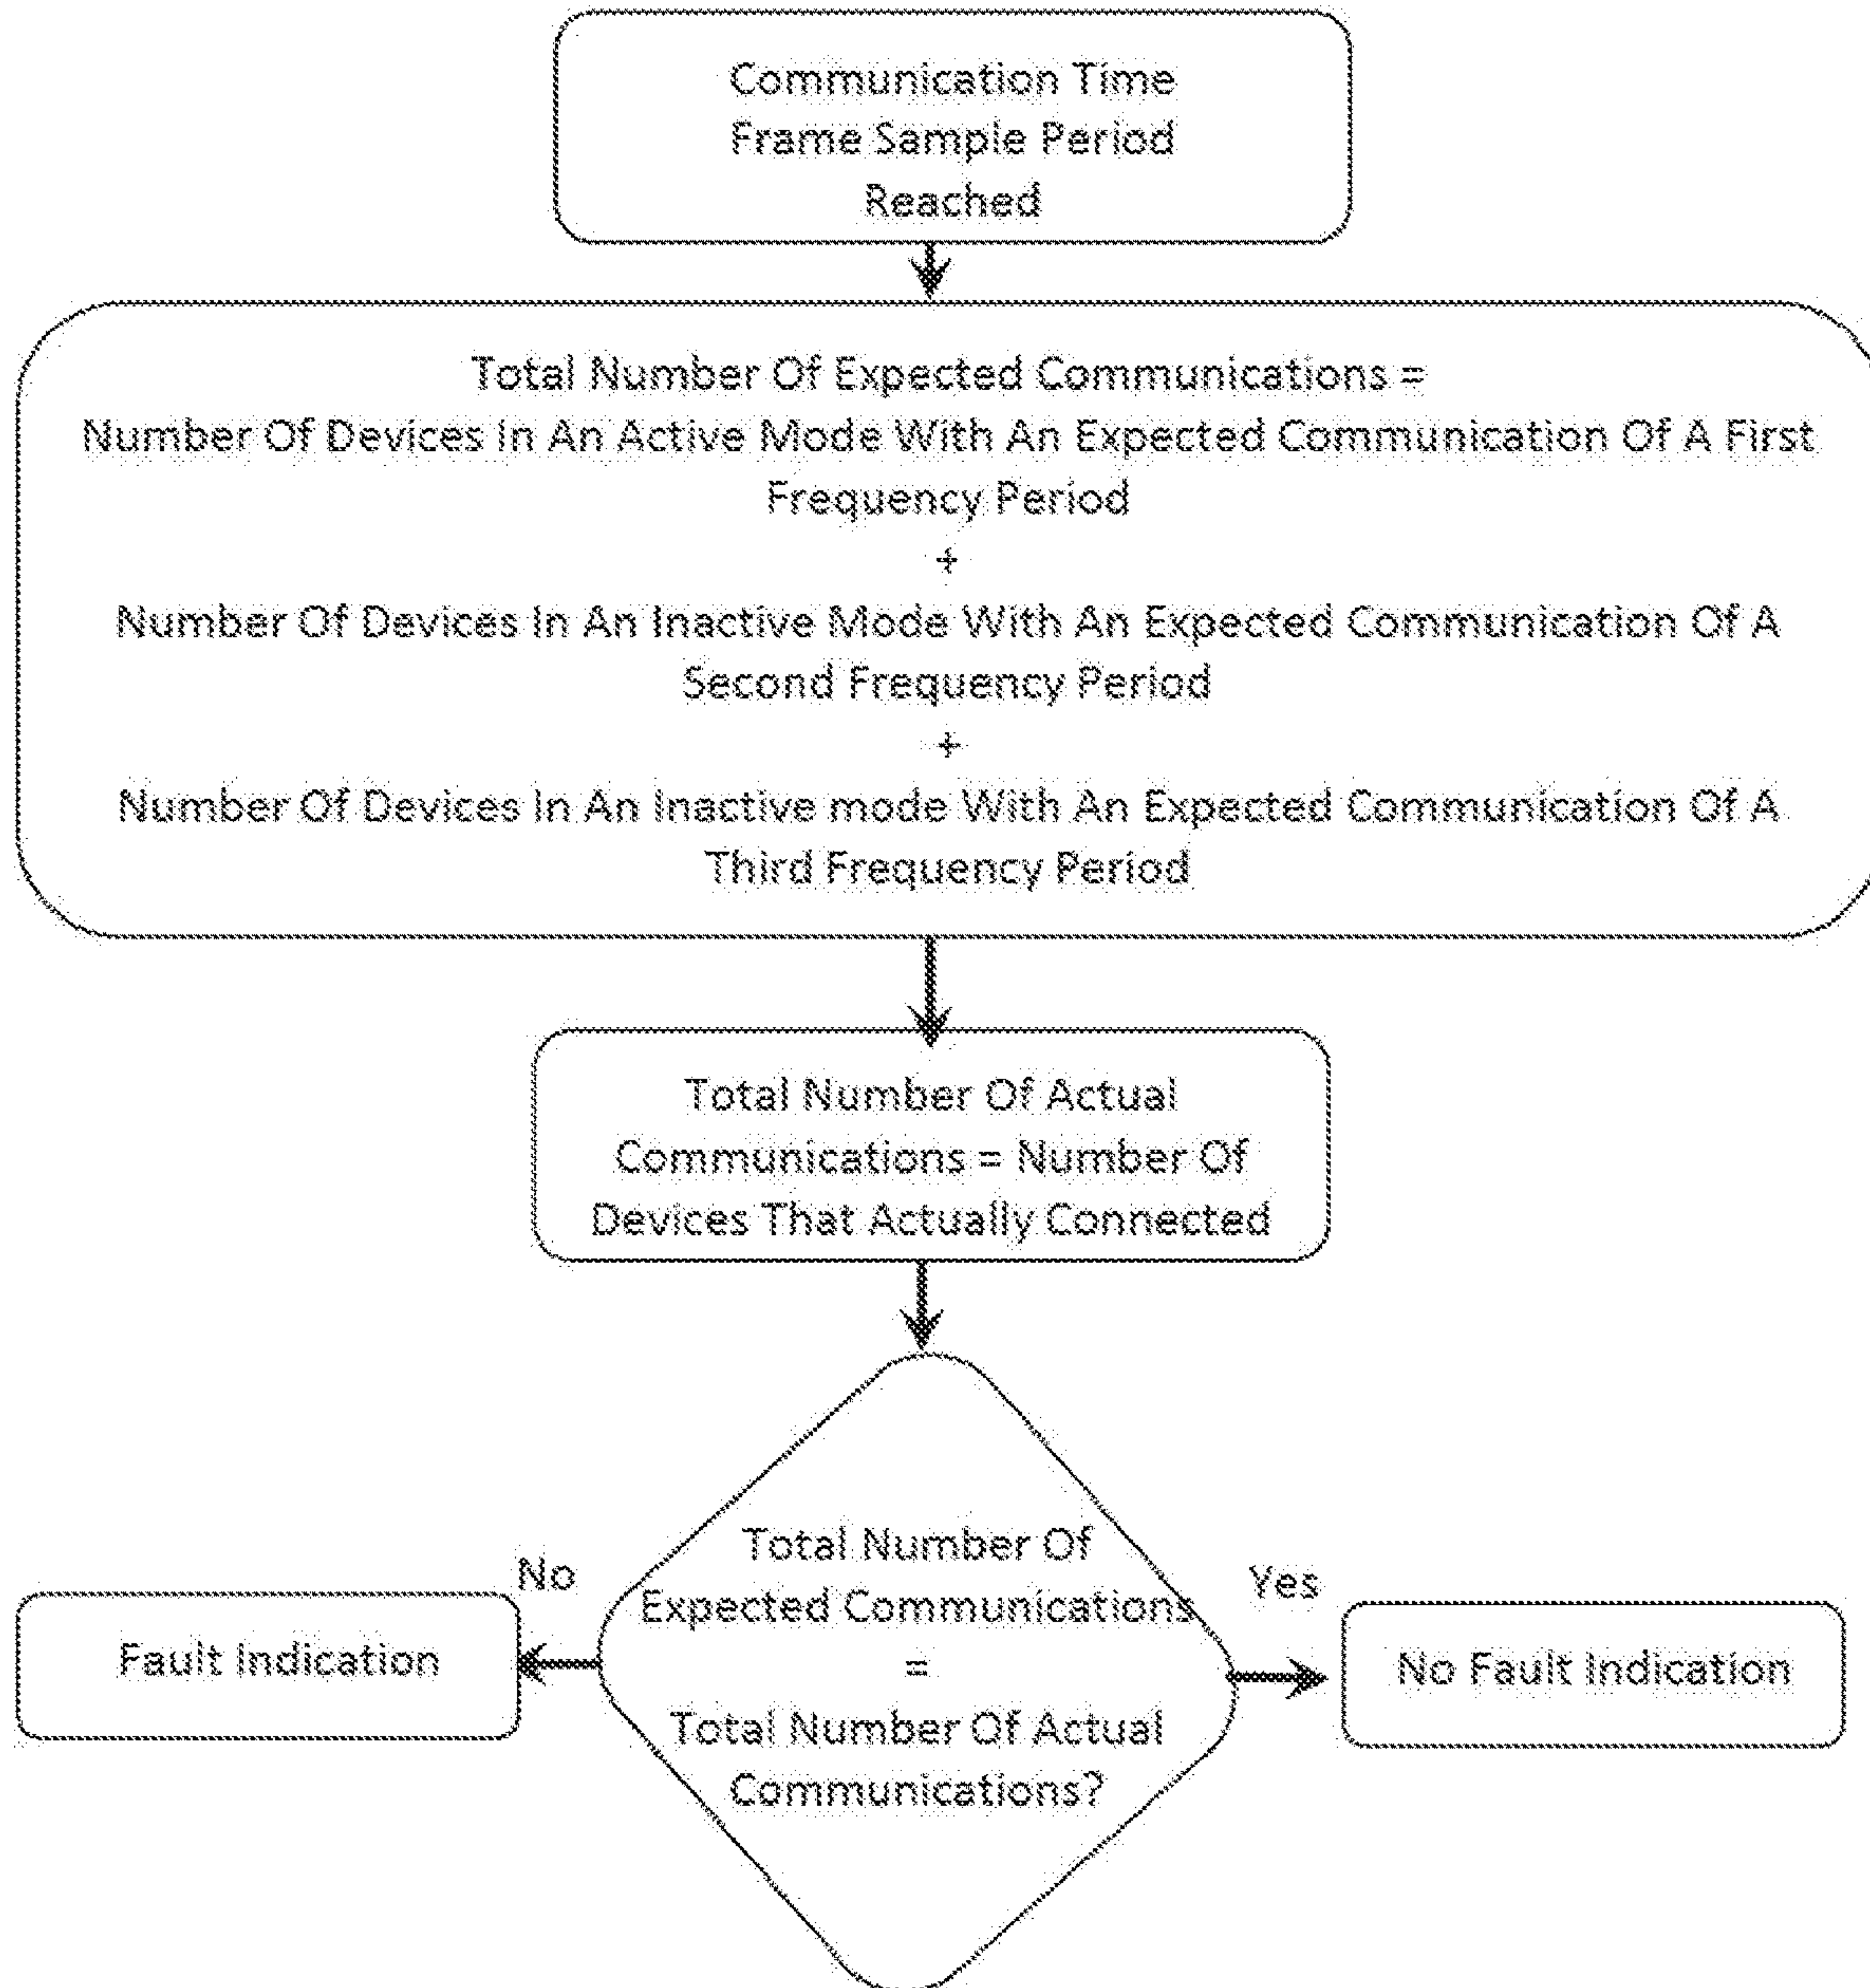 Communication Time
Frame Sample Period
Reached
Total Number Of Expected Communications =
Number Of Devices In An Active Mode With An Expected Communication Of A First
Frequency Period
+
Number Of Devices In An Inactive Mode With An Expected Communication Of A
Second Frequency Period
+
Number Of Devices In An Inactive mode With An Expected Communication Of A
Third Frequency Period
Total Number Of Actual
Communications = Number Of
Devices That Actually Connected
Total Number Of
Expected Communications
=
Total Number Of Actual
Communications?
No
Fault Indication
Yes
No Fault Indication